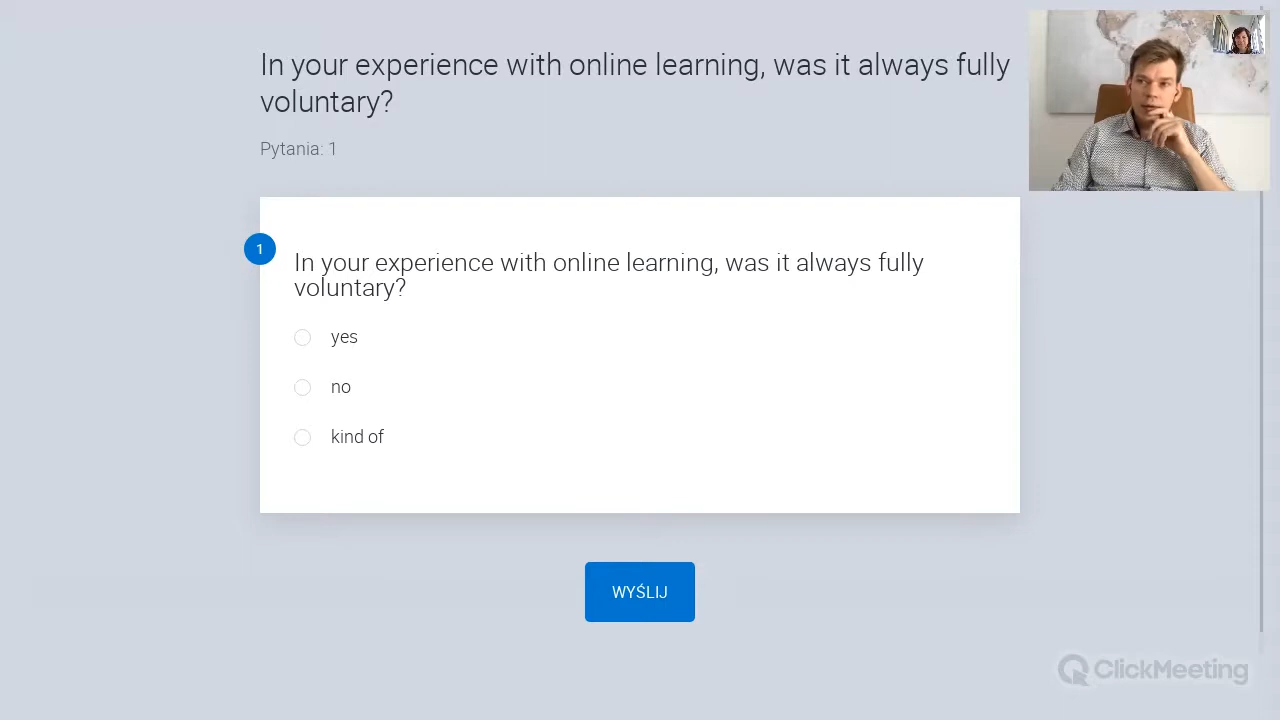 In your experience with online learning, was it always fully
voluntary?
Pytania: 1
1
In your experience with online learning, was it always fully
voluntary?
yes
no
kind of
WYŚLIJ
ClickMeeting